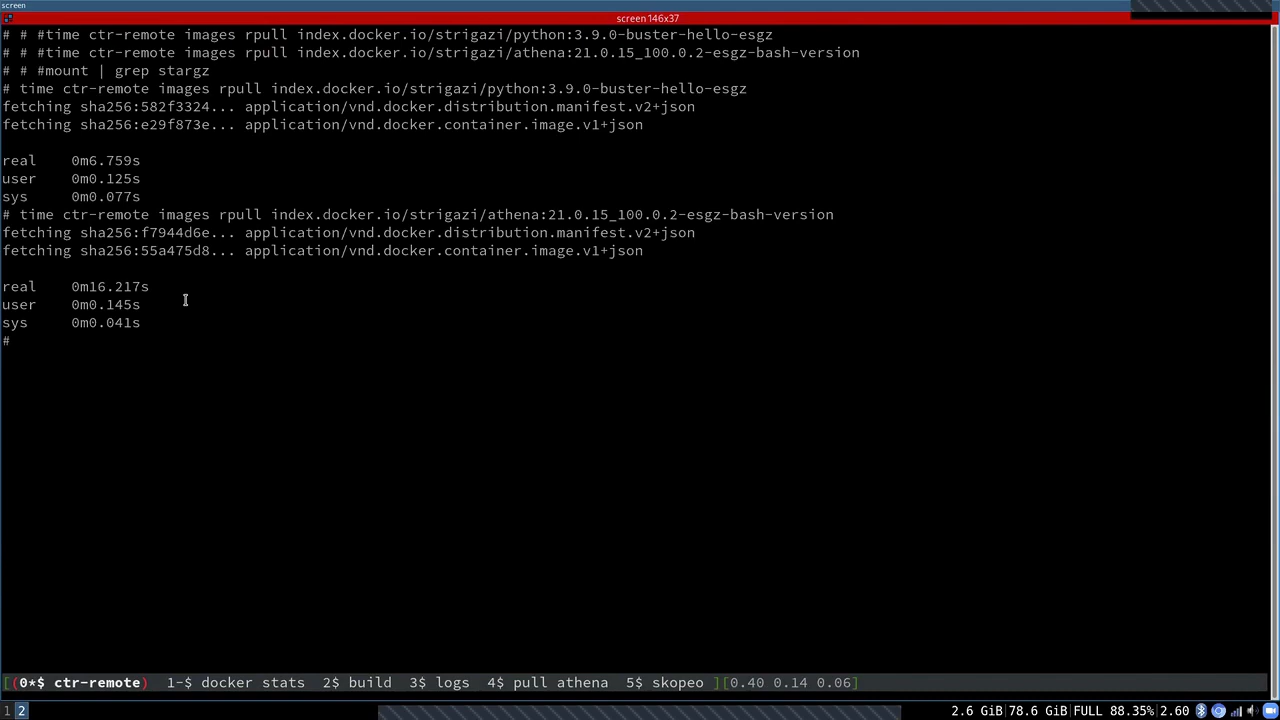 screen
screen 146x37
# # #time ctr-remote images rpull index.docker.io/strigazi/python:3.9.0-buster-hello-esgz
# # #time ctr-remote images rpull index.docker.io/strigazi/athena:21.0.15_100.0.2-esgz-bash-version
# # #mount | grep stargz
# time ctr-remote images rpull index.docker.io/strigazi/python:3.9.0-buster-hello-esgz
fetching sha256:582f3324... application/vnd.docker.distribution.manifest.v2+json
fetching sha256:e29f873e... application/vnd.docker.container.image.v1+json
real 0m6.759s
user 0m0.125s
sys 0m0.077s
# time ctr-remote images rpull index.docker.io/strigazi/athena:21.0.15_100.0.2-esgz-bash-version
fetching sha256:f7944d6e... application/vnd.docker.distribution.manifest.v2+json
fetching sha256:55a475d8... application/vnd.docker.container.image.v1+json
real 0m16.217s
user 0m0.145s
sys 0m0.041s
#
[(0*$ ctr-remote) 1-$ docker stats 2$ build 3$ logs 4$ pull athena 5$ skopeo ][0.40 0.14 0.06]
1 2 2.6 GiB|78.6 GiB|FULL 88.35%|2.60